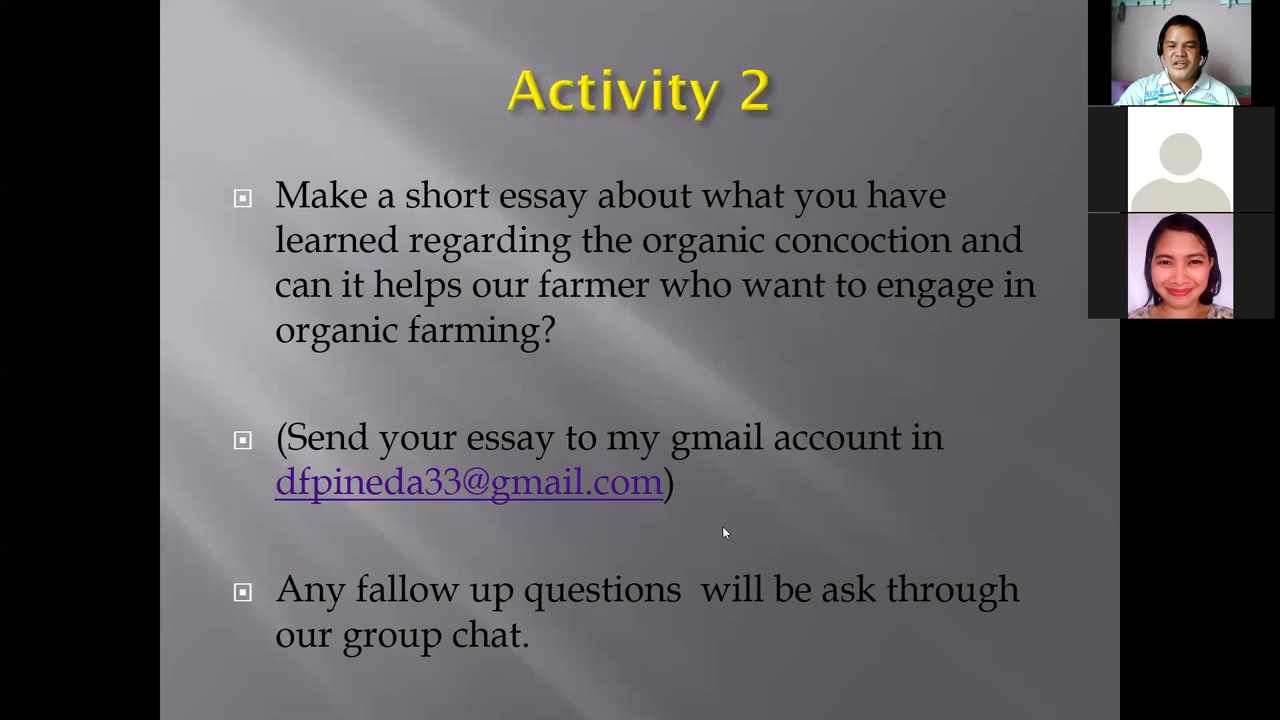 Activity 2
Make a short essay about what you have
learned regarding the organic concoction and
can it helps our farmer who want to engage in
organic farming?
(Send your essay to my gmail account in
dfpineda33@gmail.com)
Any fallow up questions  will be ask through
our group chat.